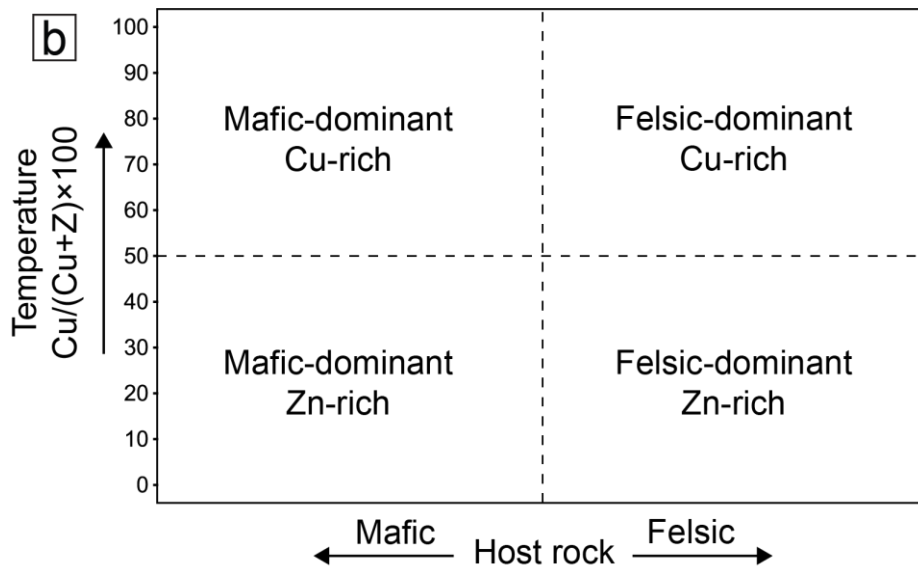 b
Temperature
Cu/(Cu+Z)×100
100
90
80
70
60
50
40
30
20
10
0
Mafic-dominant
Cu-rich
Felsic-dominant
Cu-rich
Mafic-dominant
Zn-rich
Felsic-dominant
Zn-rich
Mafic
Host rock
Felsic